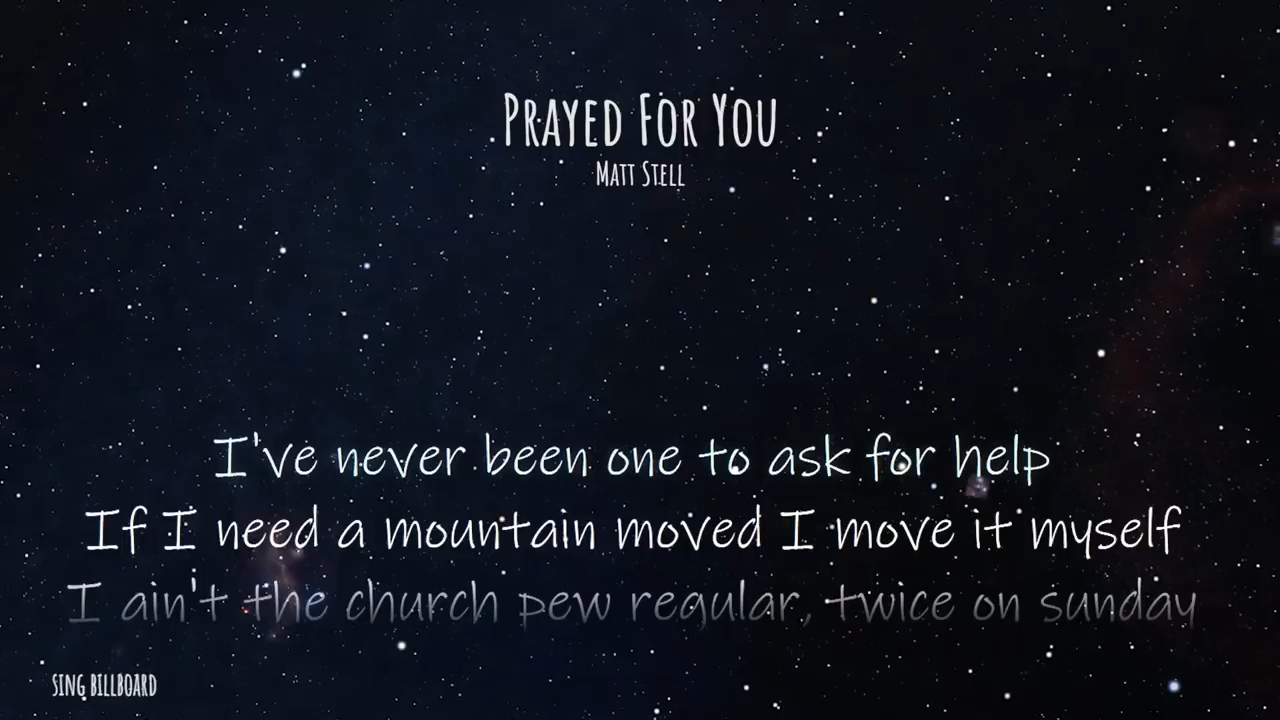 Prayed For You
Matt Stell
I've never been one to ask for help
If I need a mountain moved I move it myself
I ain't the church pew regular, twice on sunday
SING BILLBOARD